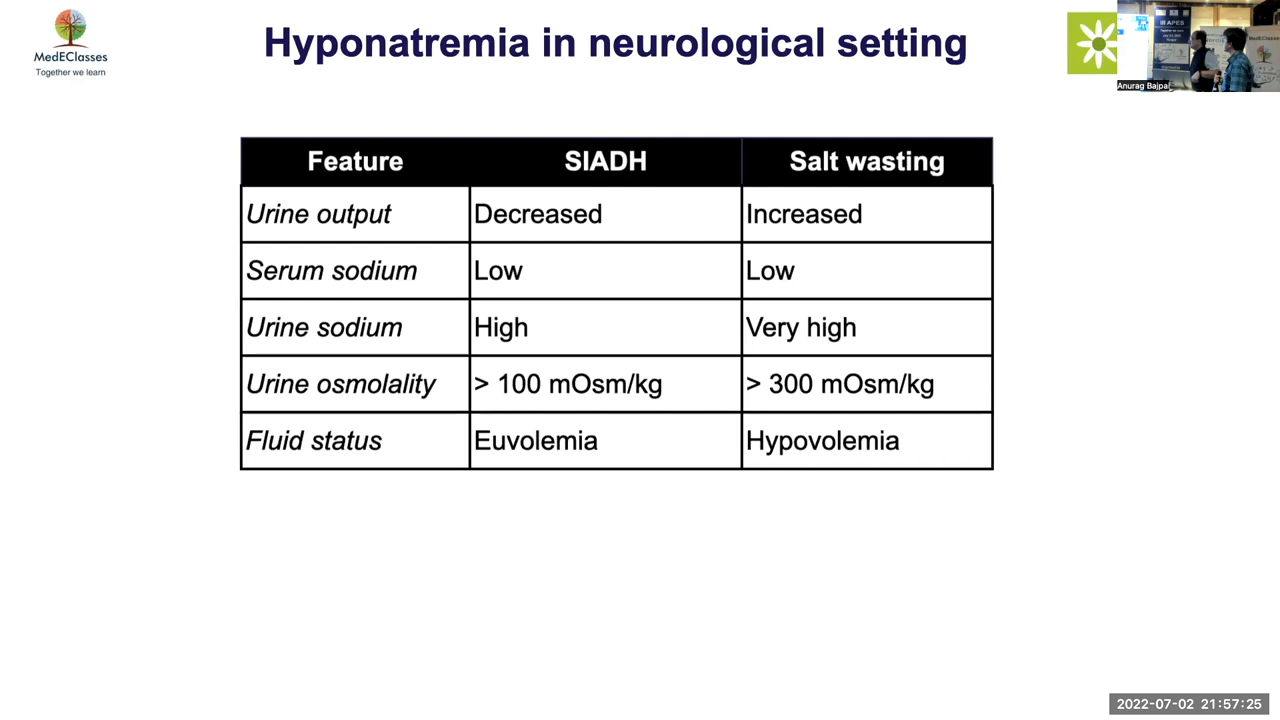 MedEClasses
Together we learn
Hyponatremia in neurological setting
APES
MedEClasses
Anurag Bajpai
Feature SIADH Salt wasting
Urine output Decreased Increased
Serum sodium Low Low
Urine sodium High Very high
Urine osmolality > 100 mOsm/kg > 300 mOsm/kg
Fluid status Euvolemia Hypovolemia
2022-07-02 21:57:25